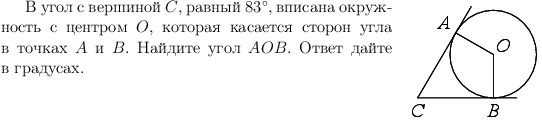 В угол с вершиной C, равный 83°, вписана окруж-
ность с центром O, которая касается сторон угла
в точках A и B. Найдите угол AOB. Ответ дайте
в градусах.
A
O
C
B